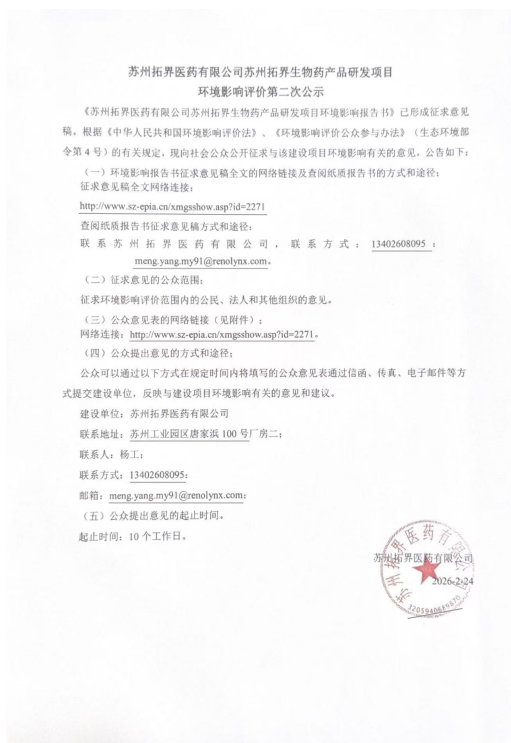 苏州拓界医药有限公司苏州拓界生物药产品研发项目
环境影响评价第二次公示
《苏州拓界医药有限公司苏州拓界生物药产品研发项目环境影响报告书》已形成征求意见
稿。根据《中华人民共和国环境影响评价法》、《环境影响评价公众参与办法》（生态环境部
令第 4 号）的有关规定，现向社会公众公开征求与该建设项目环境影响有关的意见，公告如下：
（一）环境影响报告书征求意见稿全文的网络链接及查阅纸质报告书的方式和途径；
征求意见稿全文网络连接：
http://www.sz-epia.cn/xmgsshow.asp?id=2271
查阅纸质报告书征求意见稿方式和途径：
联系苏州拓界医药有限公司，联系方式：13402608095；
meng.yang.my91@renolynx.com。
（二）征求意见的公众范围；
征求环境影响评价范围内的公民、法人和其他组织的意见。
（三）公众意见表的网络链接（见附件）；
网络连接：http://www.sz-epia.cn/xmgsshow.asp?id=2271。
（四）公众提出意见的方式和途径；
公众可以通过以下方式在规定时间内将填写的公众意见表通过信函、传真、电子邮件等方
式提交建设单位，反映与建设项目环境影响有关的意见和建议。
建设单位：苏州拓界医药有限公司
联系地址：苏州工业园区唐家浜 100 号厂房二；
联系人：杨工；
联系方式：13402608095；
邮箱：meng.yang.my91@renolynx.com；
（五）公众提出意见的起止时间。
起止时间：10 个工作日。
苏州拓界医药有限公司
2026-2-24
苏州拓界医药有限公司
3205940689870